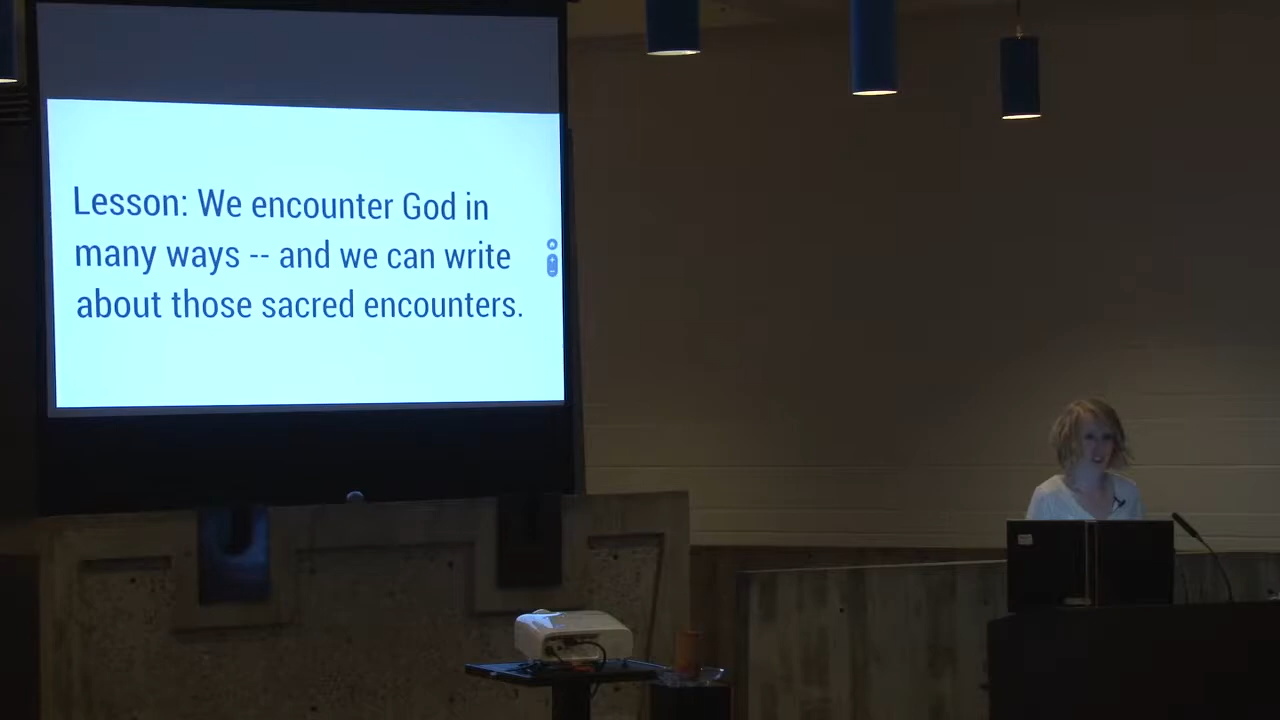 Lesson: We encounter God in
many ways -- and we can write
about those sacred encounters.